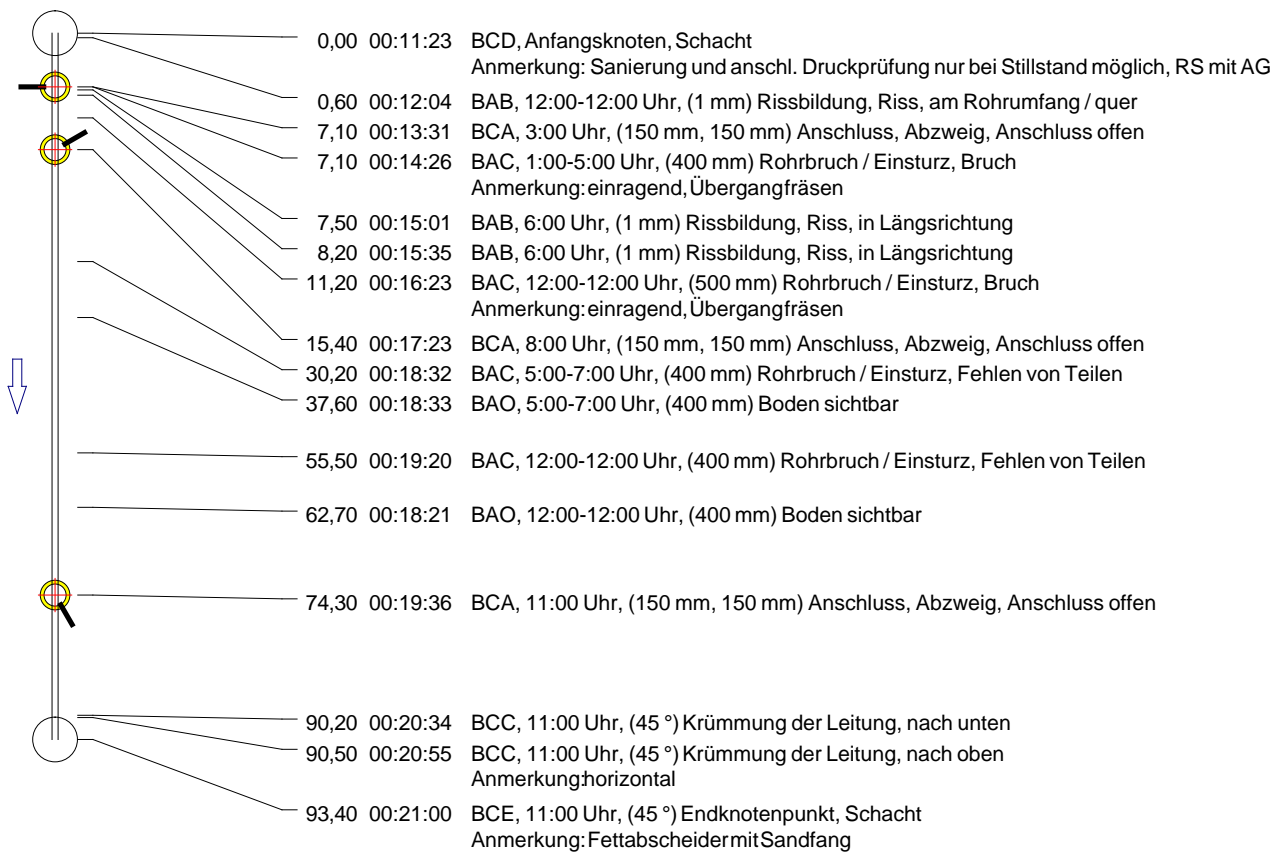 0,00 00:11:23 BCD, Anfangsknoten, Schacht
Anmerkung: Sanierung und anschl. Druckprüfung nur bei Stillstand möglich, RS mit AG
0,60 00:12:04 BAB, 12:00-12:00 Uhr, (1 mm) Rissbildung, Riss, am Rohrumfang / quer
7,10 00:13:31 BCA, 3:00 Uhr, (150 mm, 150 mm) Anschluss, Abzweig, Anschluss offen
7,10 00:14:26 BAC, 1:00-5:00 Uhr, (400 mm) Rohrbruch / Einsturz, Bruch
Anmerkung: einragend, Übergang fräsen
7,50 00:15:01 BAB, 6:00 Uhr, (1 mm) Rissbildung, Riss, in Längsrichtung
8,20 00:15:35 BAB, 6:00 Uhr, (1 mm) Rissbildung, Riss, in Längsrichtung
11,20 00:16:23 BAC, 12:00-12:00 Uhr, (500 mm) Rohrbruch / Einsturz, Bruch
Anmerkung: einragend, Übergang fräsen
15,40 00:17:23 BCA, 8:00 Uhr, (150 mm, 150 mm) Anschluss, Abzweig, Anschluss offen
30,20 00:18:32 BAC, 5:00-7:00 Uhr, (400 mm) Rohrbruch / Einsturz, Fehlen von Teilen
37,60 00:18:33 BAO, 5:00-7:00 Uhr, (400 mm) Boden sichtbar
55,50 00:19:20 BAC, 12:00-12:00 Uhr, (400 mm) Rohrbruch / Einsturz, Fehlen von Teilen
62,70 00:18:21 BAO, 12:00-12:00 Uhr, (400 mm) Boden sichtbar
74,30 00:19:36 BCA, 11:00 Uhr, (150 mm, 150 mm) Anschluss, Abzweig, Anschluss offen
90,20 00:20:34 BCC, 11:00 Uhr, (45 °) Krümmung der Leitung, nach unten
90,50 00:20:55 BCC, 11:00 Uhr, (45 °) Krümmung der Leitung, nach oben
Anmerkung: horizontal
93,40 00:21:00 BCE, 11:00 Uhr, (45 °) Endknotenpunkt, Schacht
Anmerkung: Fettabscheider mit Sandfang